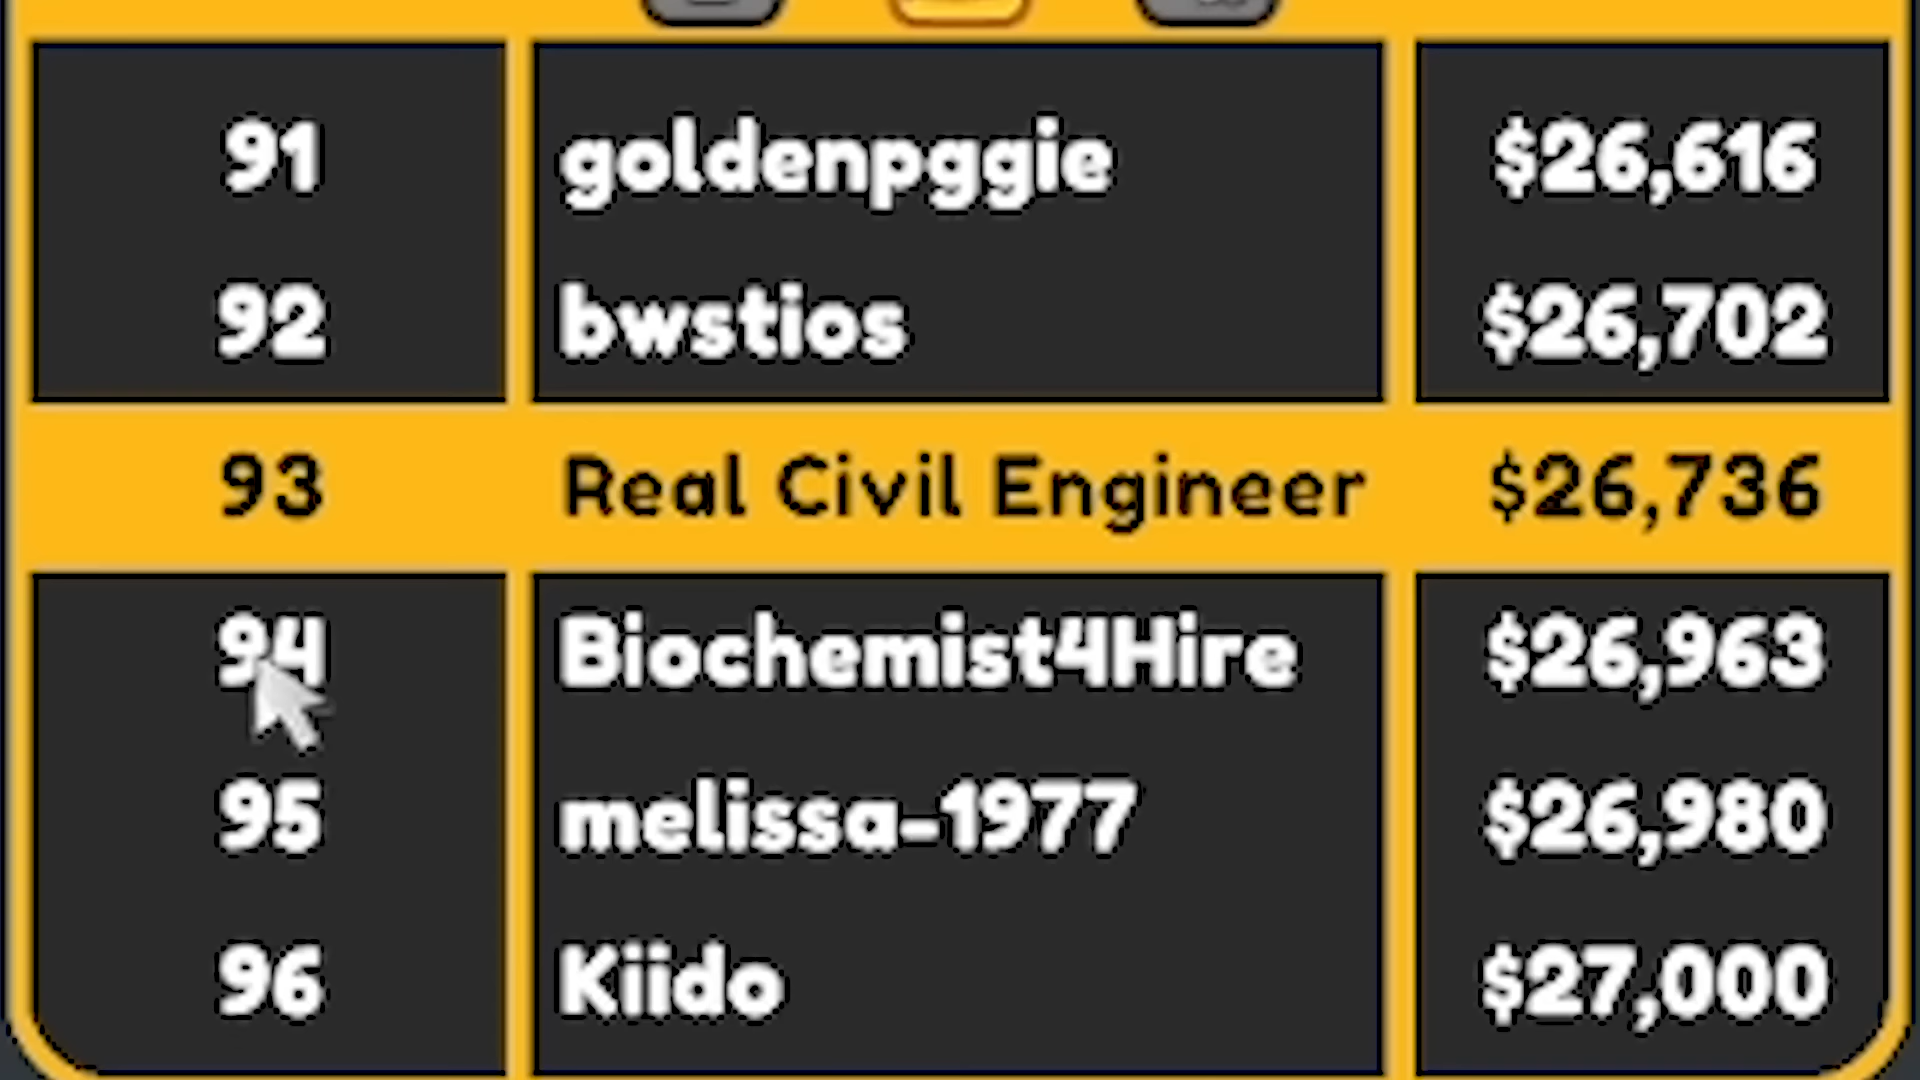 91 goldenpggie $26,616
92 bwstios $26,702
93 Real Civil Engineer $26,736
94 Biochemist4Hire $26,963
95 melissa-1977 $26,980
96 Kiido $27,000